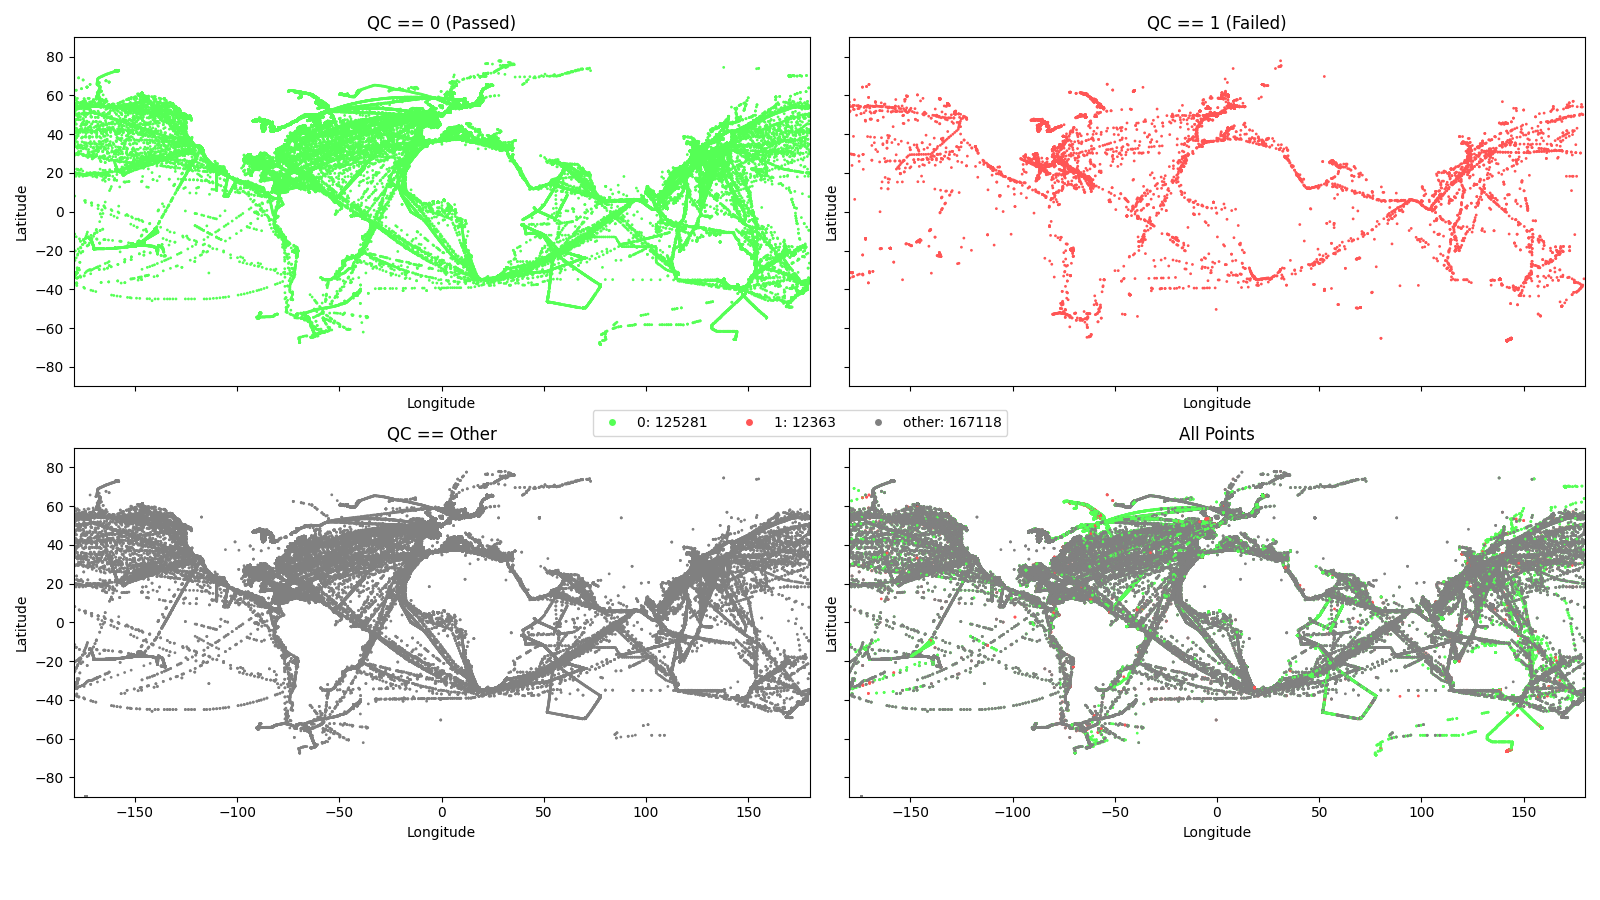 QC == 0 (Passed)
QC == 1 (Failed)
80
60
40
20
0
−20
−40
−60
−80
Latitude
Latitude
Longitude
Longitude
0: 125281 1: 12363 other: 167118
QC == Other
All Points
80
60
40
20
0
−20
−40
−60
−80
Latitude
Latitude
−150 −100 −50 0 50 100 150
−150 −100 −50 0 50 100 150
Longitude
Longitude